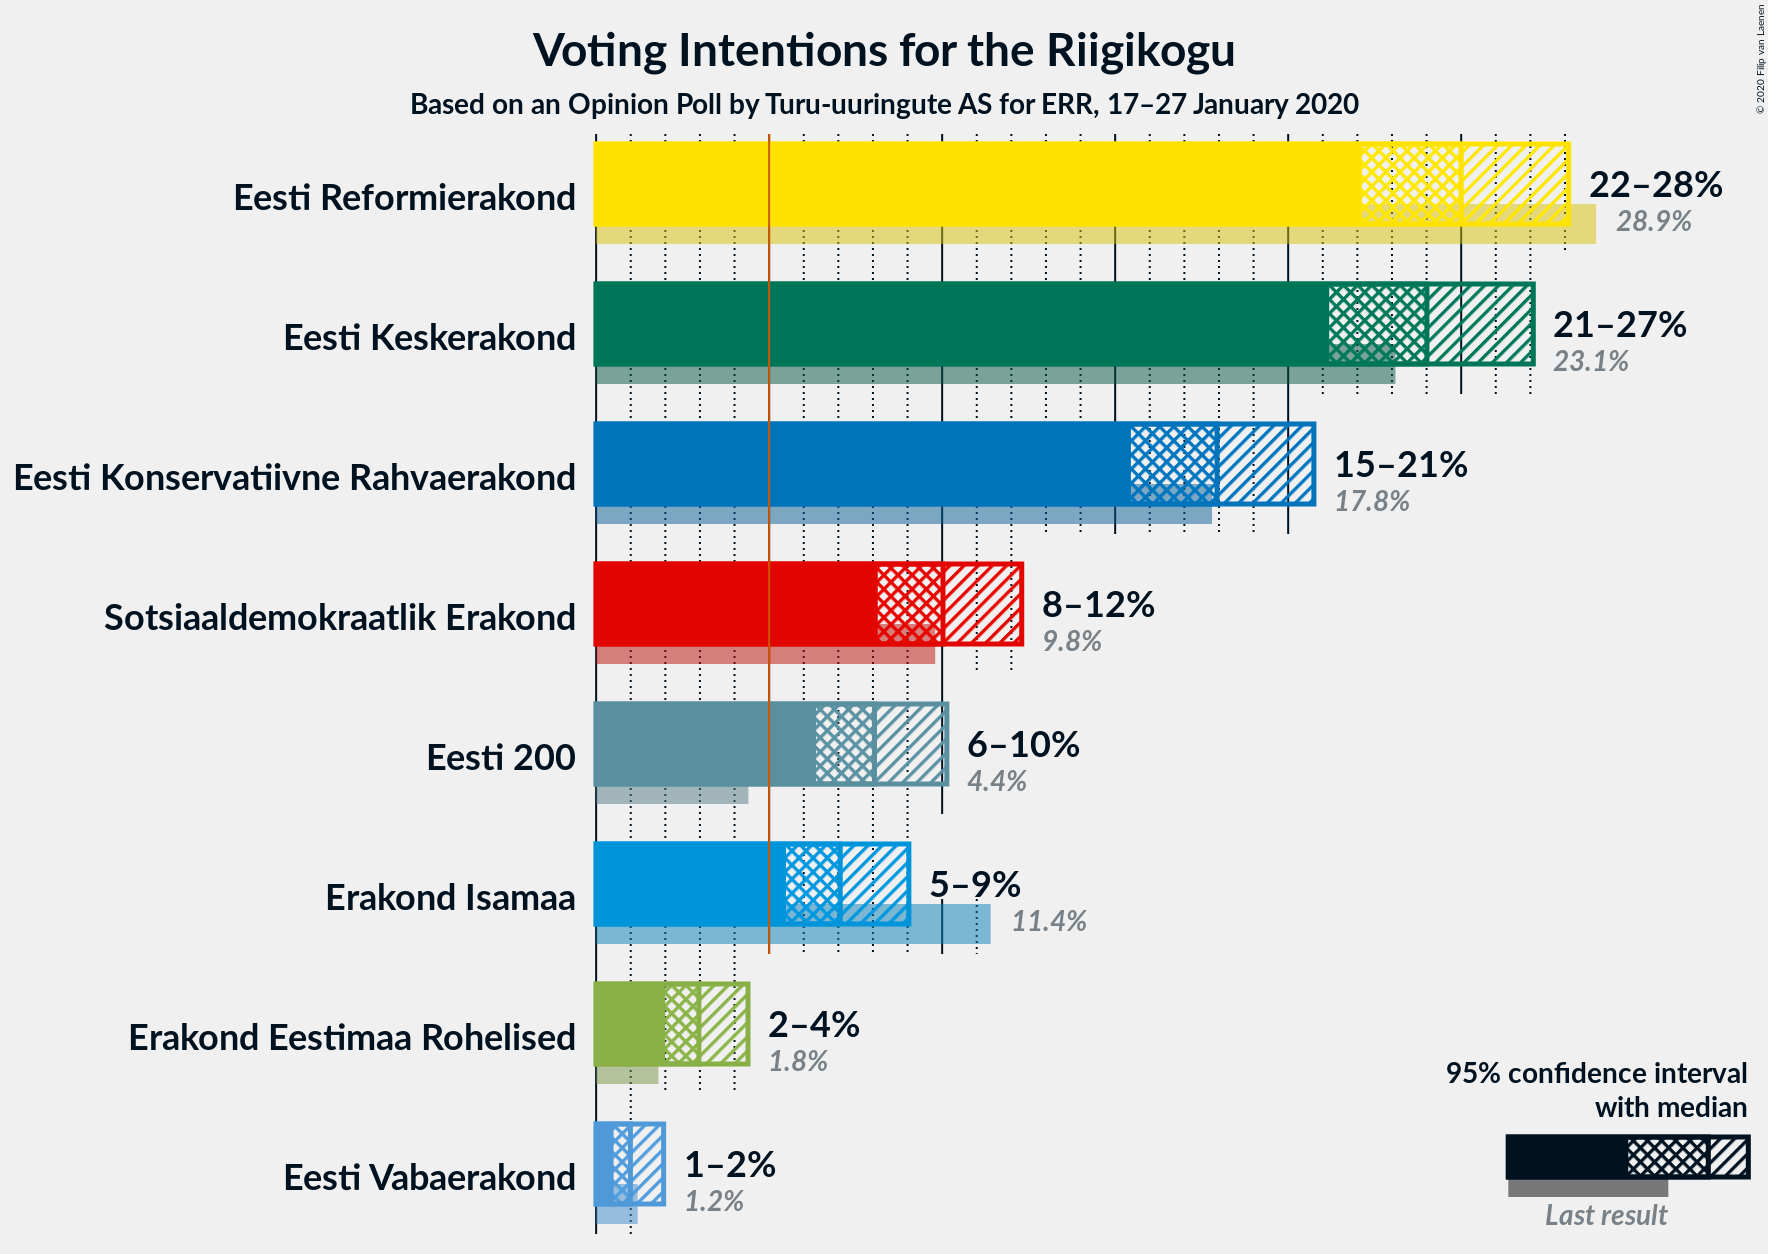 Voting Intentions for the Riigikogu
Based on an Opinion Poll by Turu-uuringute AS for ERR, 17–27 January 2020
© 2020 Filip van Laenen
Eesti Reformierakond
22–28%
28.9%
Eesti Keskerakond
21–27%
23.1%
Eesti Konservatiivne Rahvaerakond
15–21%
17.8%
Sotsiaaldemokraatlik Erakond
8–12%
9.8%
Eesti 200
6–10%
4.4%
Erakond Isamaa
5–9%
11.4%
Erakond Eestimaa Rohelised
2–4%
1.8%
Eesti Vabaerakond
1–2%
1.2%
95% confidence interval
with median
Last result